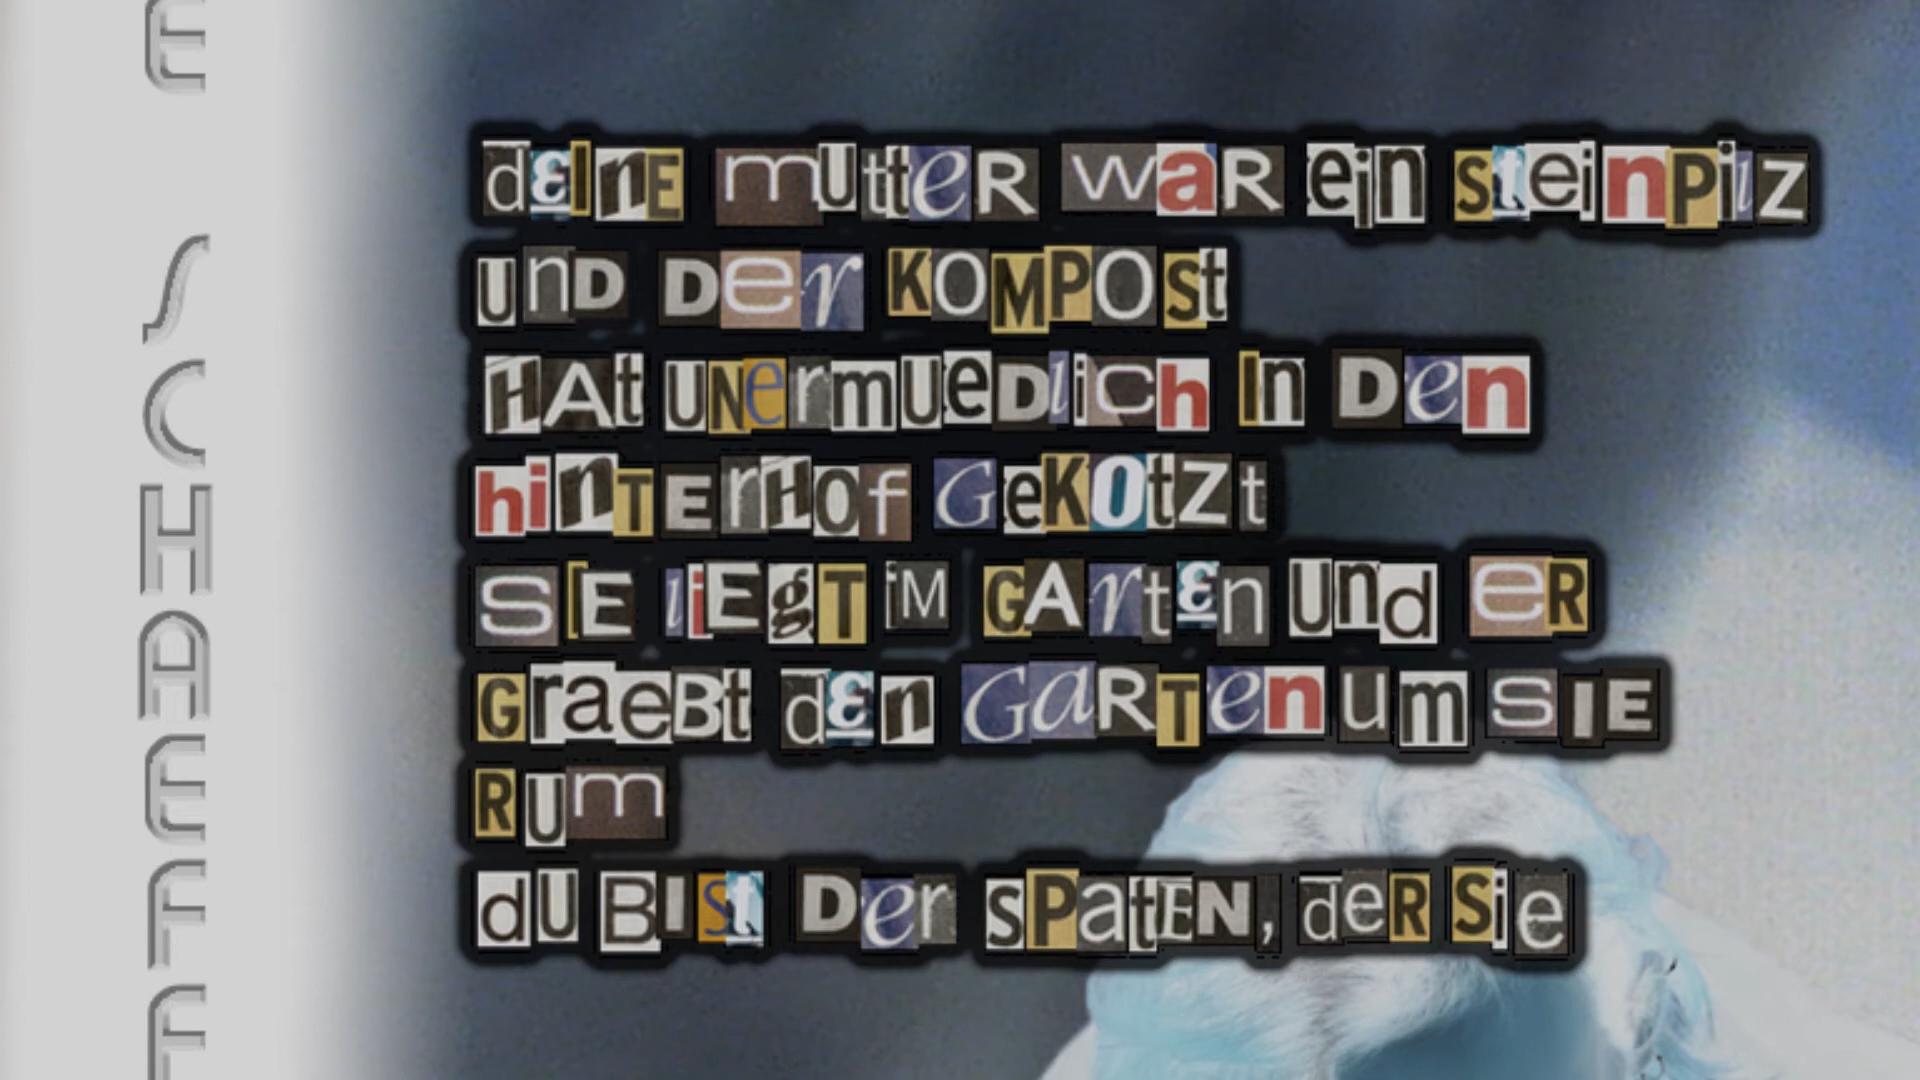 dEInE mUttER waR ein steinPilz
UnD Der KOMPOSt
HAt UNermUeDlich In Den
hinTErHOf GeKOtzt
SIE liEgT iM GArtEn Und eR
GraeBt dEn GaRTen um SIE
RUm
dU BISt Der sPatEN, deR Sie
E SCHAEFFE